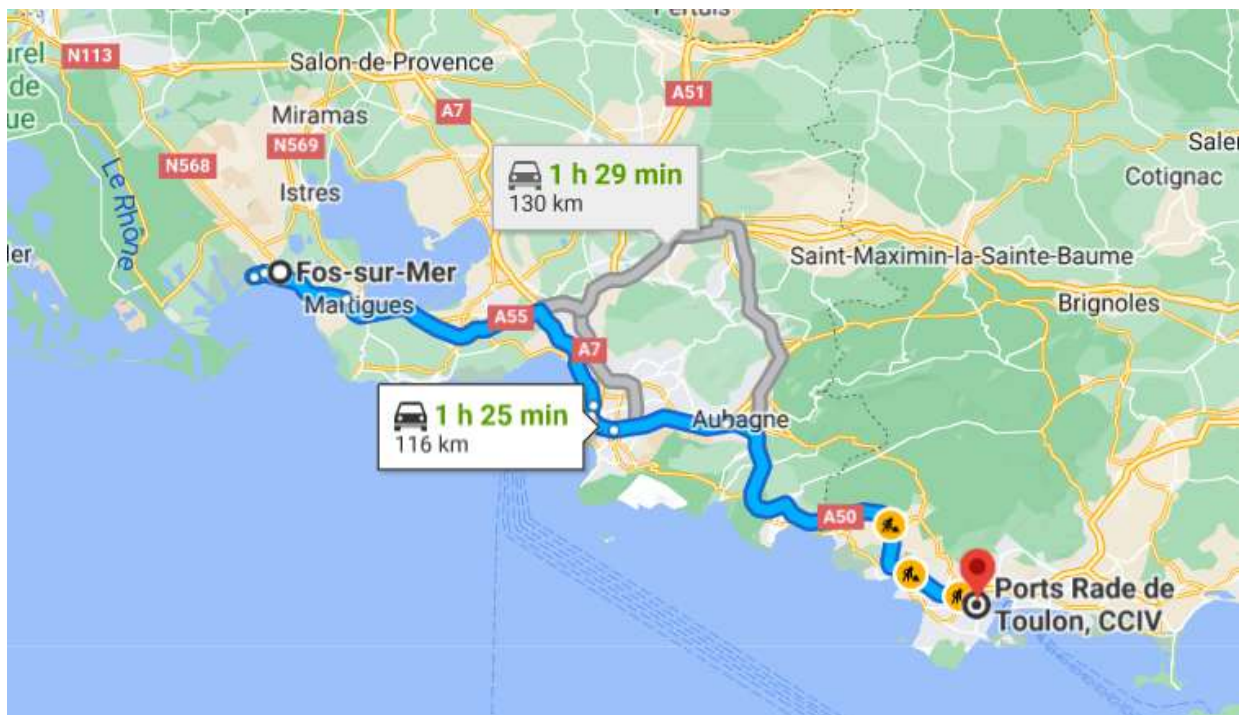 Pertuis
urel
de
ue
N113
Salon-de-Provence
A51
A7
Miramas
N569
N568
Istres
Le Rhône
Saler
Cotignac
1 h 29 min
130 km
er
Fos-sur-Mer
Martigues
Saint-Maximin-la-Sainte-Baume
Brignoles
A55
A7
1 h 25 min
116 km
Aubagne
A50
Ports Rade de
Toulon, CCIV